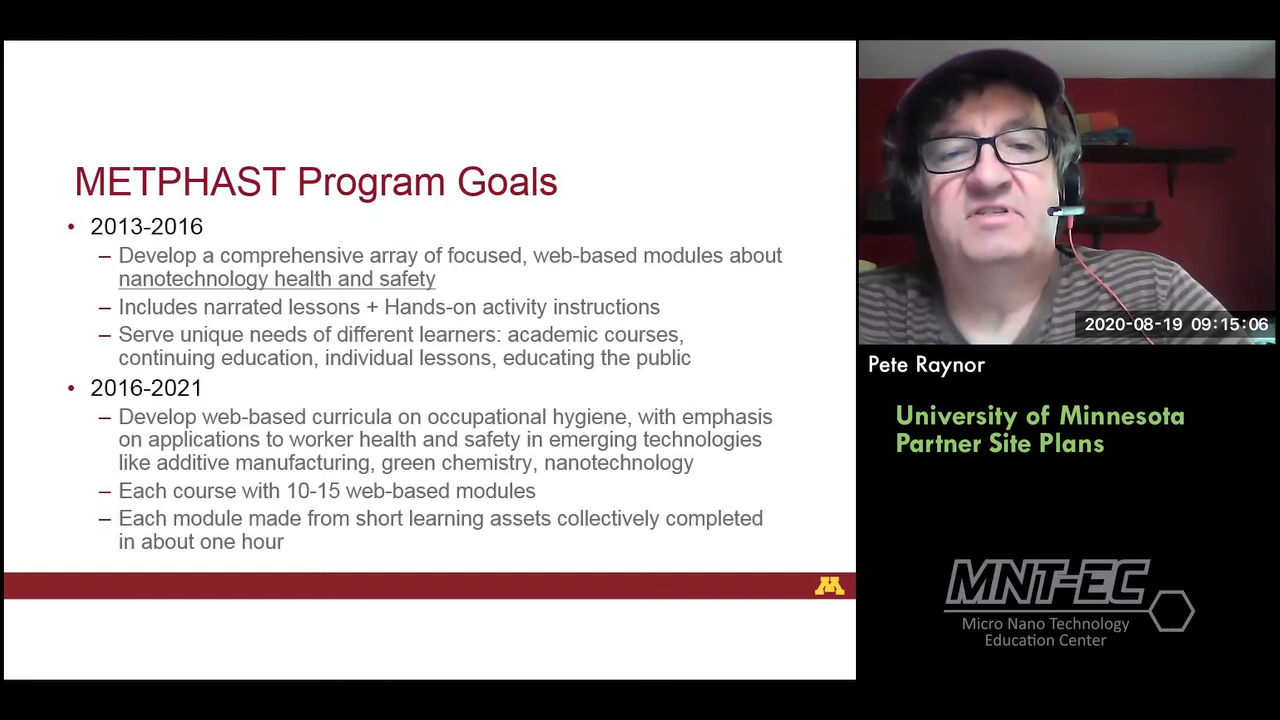 METPHAST Program Goals
• 2013-2016
– Develop a comprehensive array of focused, web-based modules about
nanotechnology health and safety
– Includes narrated lessons + Hands-on activity instructions
– Serve unique needs of different learners: academic courses,
continuing education, individual lessons, educating the public
• 2016-2021
– Develop web-based curricula on occupational hygiene, with emphasis
on applications to worker health and safety in emerging technologies
like additive manufacturing, green chemistry, nanotechnology
– Each course with 10-15 web-based modules
– Each module made from short learning assets collectively completed
in about one hour
M
2020-08-19 09:15:06
Pete Raynor
University of Minnesota
Partner Site Plans
MNT-EC
Micro Nano Technology
Education Center